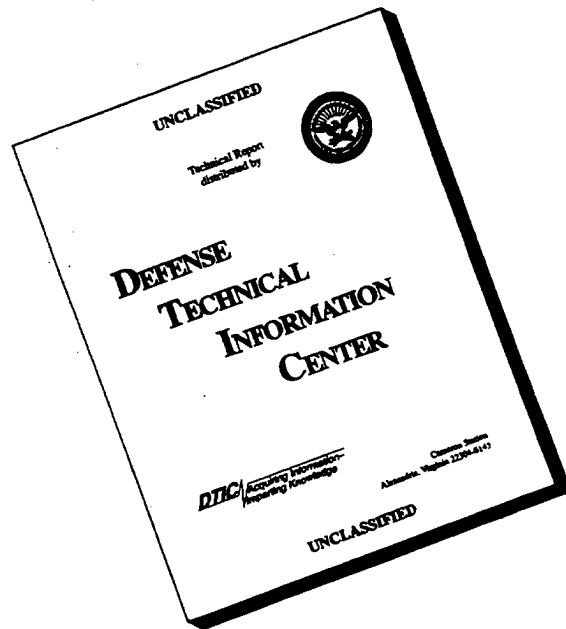 UNCLASSIFIED
Technical Report
distributed by
DEFENSE
TECHNICAL
INFORMATION
CENTER
DTIC Acquiring Information-
Imparting Knowledge
Cameron Station
Alexandria, Virginia 22304-6145
UNCLASSIFIED